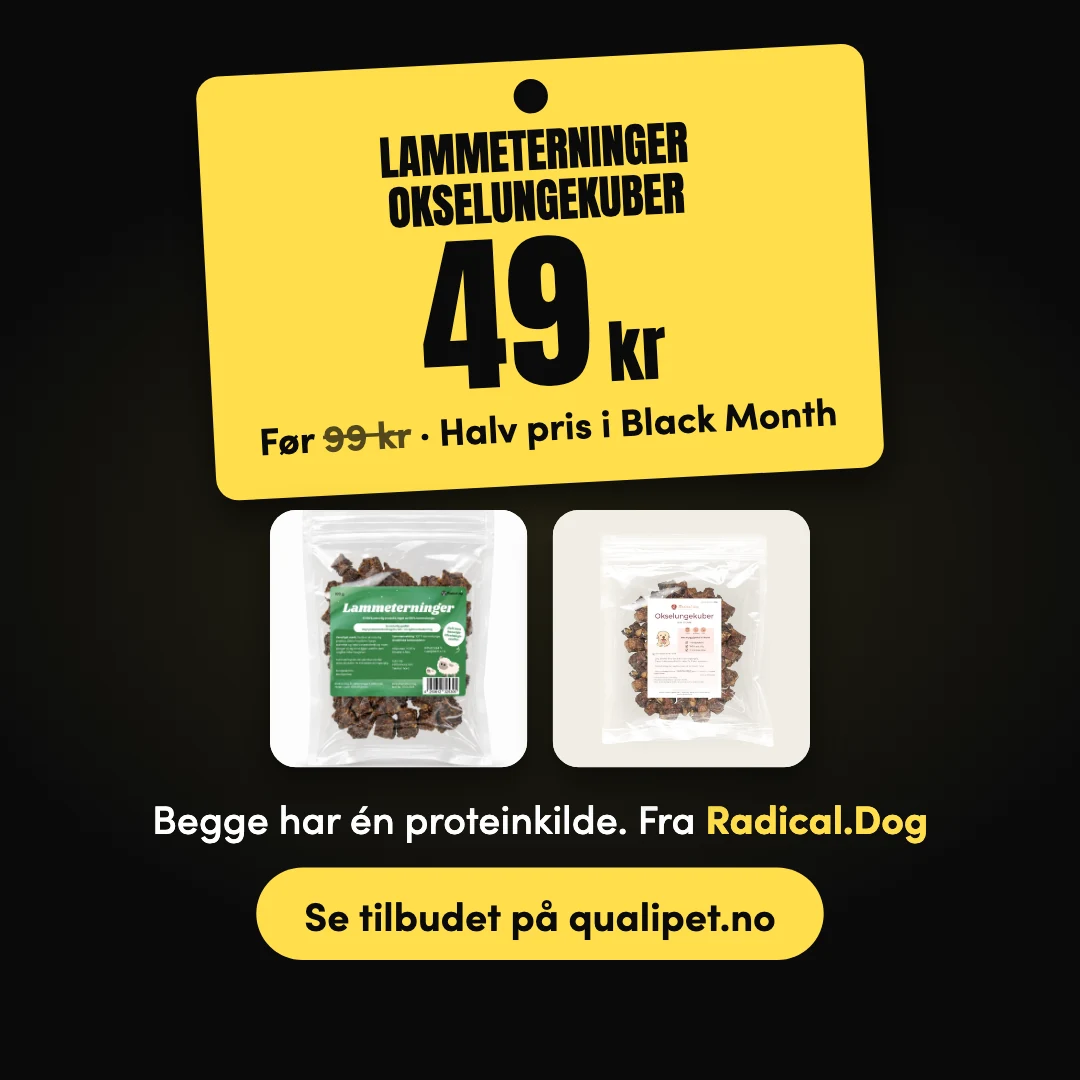 LAMMETERNINGER
OKSELUNGEKUBER
49 kr
Før 99 kr · Halv pris i Black Month
Lammeterninger
Okselungekuber
Begge har én proteinkilde. Fra Radical.Dog
Se tilbudet på qualipet.no